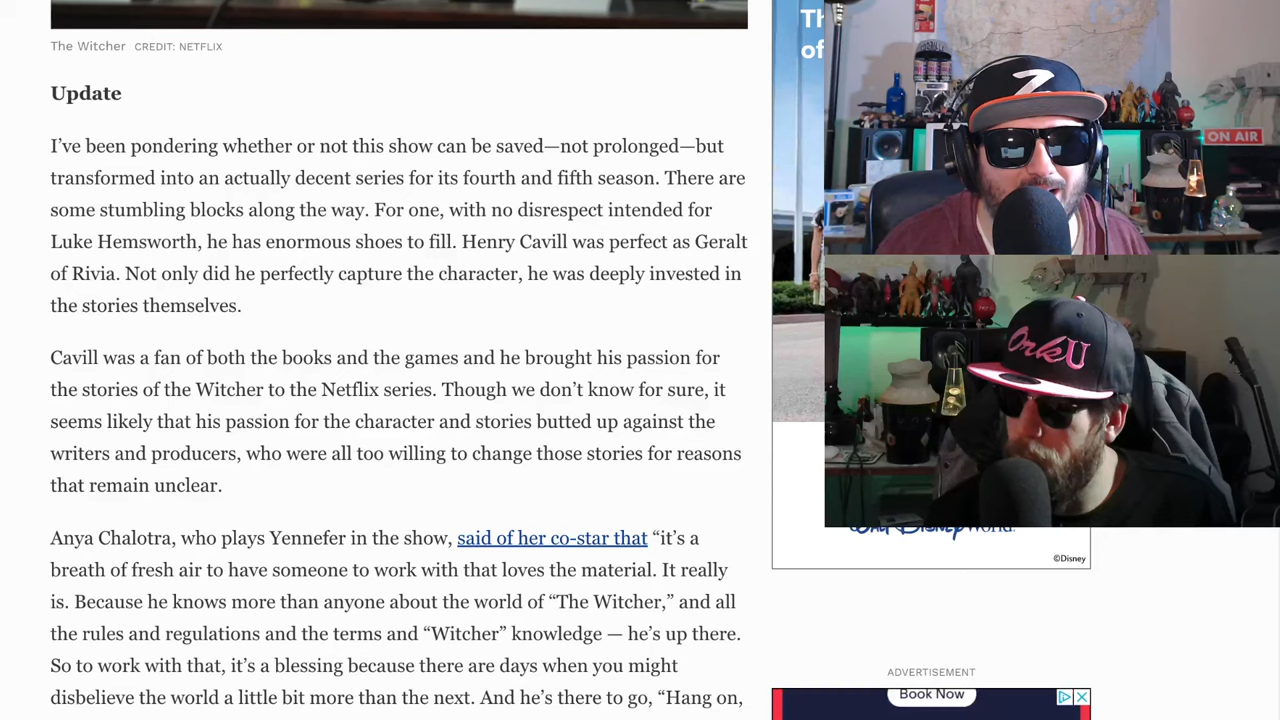 The Witcher CREDIT: NETFLIX
Update
I’ve been pondering whether or not this show can be saved—not prolonged—but
transformed into an actually decent series for its fourth and fifth season. There are
some stumbling blocks along the way. For one, with no disrespect intended for
Luke Hemsworth, he has enormous shoes to fill. Henry Cavill was perfect as Geralt
of Rivia. Not only did he perfectly capture the character, he was deeply invested in
the stories themselves.
Cavill was a fan of both the books and the games and he brought his passion for
the stories of the Witcher to the Netflix series. Though we don’t know for sure, it
seems likely that his passion for the character and stories butted up against the
writers and producers, who were all too willing to change those stories for reasons
that remain unclear.
Anya Chalotra, who plays Yennefer in the show, said of her co-star that “it’s a
breath of fresh air to have someone to work with that loves the material. It really
is. Because he knows more than anyone about the world of “The Witcher,” and all
the rules and regulations and the terms and “Witcher” knowledge — he’s up there.
So to work with that, it’s a blessing because there are days when you might
disbelieve the world a little bit more than the next. And he’s there to go, “Hang on,
of
Z
ON AIR
OrkU
Walt Disney World.
©Disney
ADVERTISEMENT
Book Now